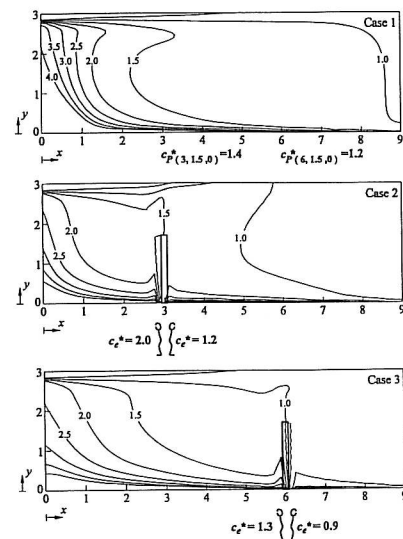 3 Case 1
3.5 2.5
3.0 2.0 1.5 1.0
2
4.0
1
y
0
0 1 2 3 4 5 6 7 8 9
x c_P*(3,1.5,0)=1.4 c_P*(6,1.5,0)=1.2
3 Case 2
1.5
2.0
2 1.0
2.5
1
y
0
0 1 2 3 4 5 6 7 8 9
x
c_e*= 2.0 c_e*= 1.2
3 Case 3
1.0
2.0 1.5
2
2.5
1
y
0
0 1 2 3 4 5 6 7 8 9
x
c_e*= 1.3 c_e*= 0.9